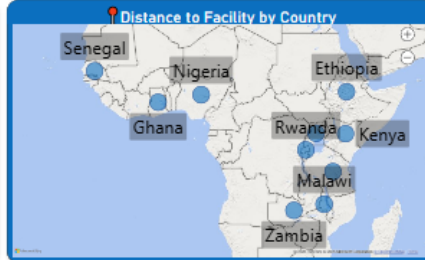 Distance to Facility by Country
Senegal
Nigeria
Ethiopia
Ghana
Rwanda
Kenya
Malawi
Zambia